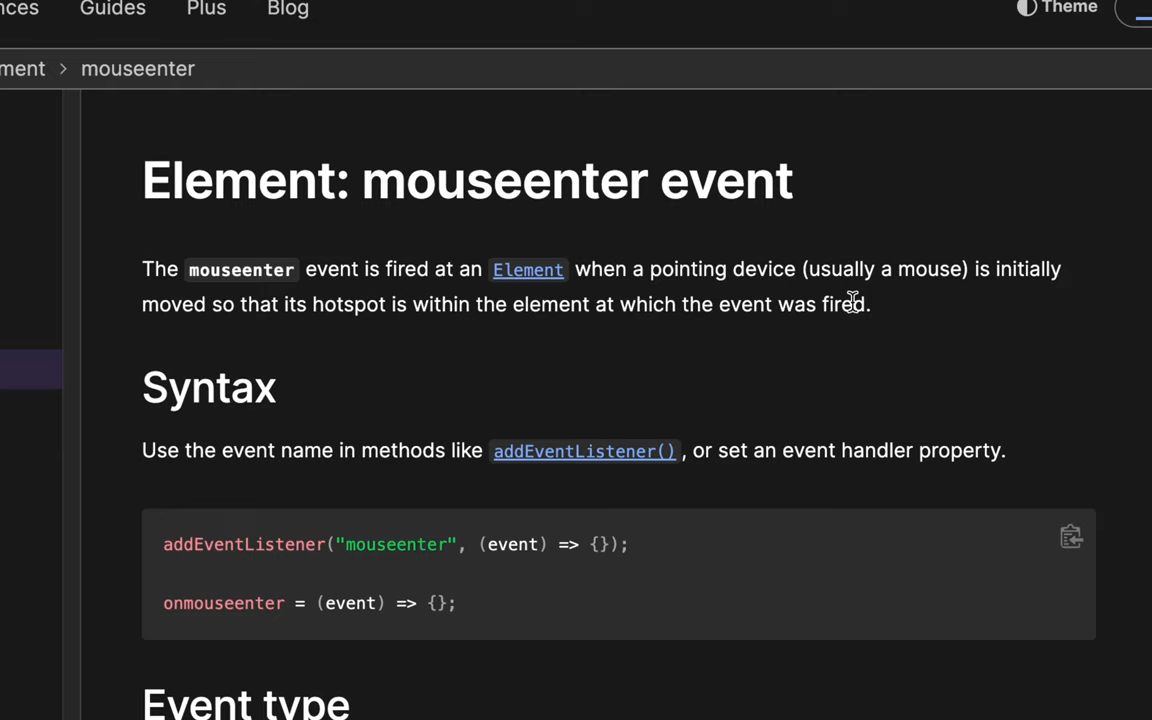 nces Guides Plus Blog Theme
ment > mouseenter
Element: mouseenter event
The mouseenter event is fired at an Element when a pointing device (usually a mouse) is initially
moved so that its hotspot is within the element at which the event was fired.
Syntax
Use the event name in methods like addEventListener(), or set an event handler property.
addEventListener("mouseenter", (event) => {});
onmouseenter = (event) => {};
Event type